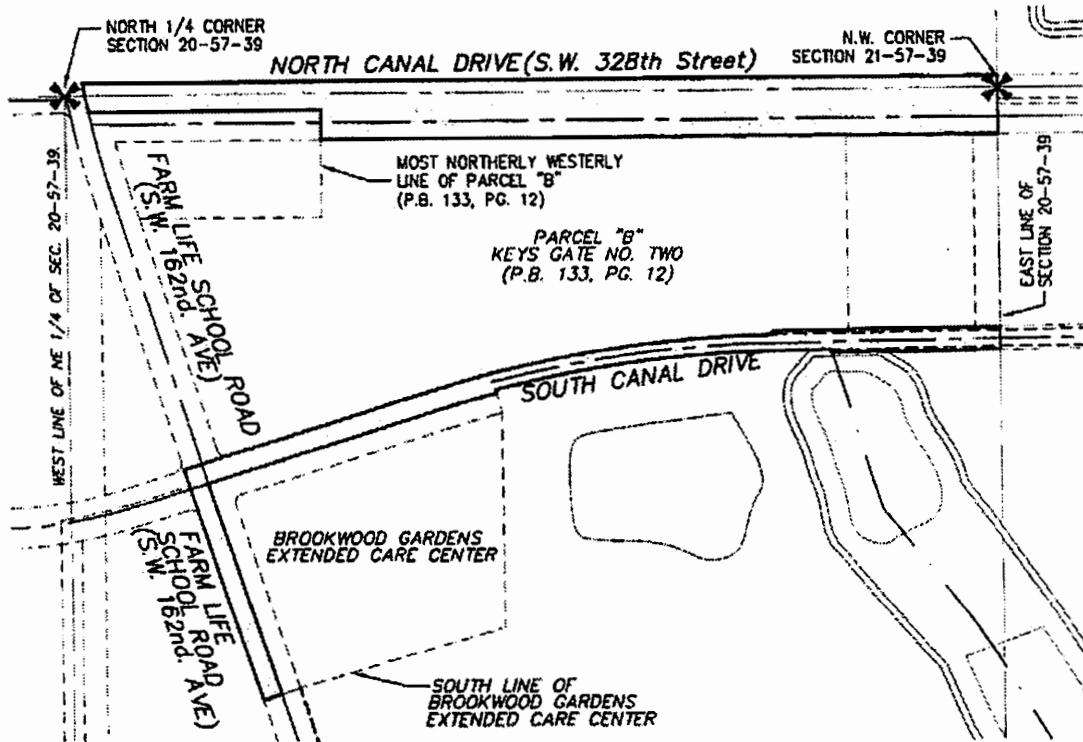 NORTH 1/4 CORNER
SECTION 20-57-39
NORTH CANAL DRIVE(S.W. 328th Street)
N.W. CORNER
SECTION 21-57-39
WEST LINE OF NE 1/4 OF SEC. 20-57-39.
FARM LIFE SCHOOL ROAD
(S.W. 162nd. AVE)
MOST NORTHERLY WESTERLY
LINE OF PARCEL "B"
(P.B. 133, PG. 12)
PARCEL "B"
KEYS GATE NO. TWO
(P.B. 133, PG. 12)
EAST LINE OF
SECTION 20-57-39
SOUTH CANAL DRIVE
BROOKWOOD GARDENS
EXTENDED CARE CENTER
FARM LIFE
SCHOOL ROAD
(S.W. 162nd. AVE)
SOUTH LINE OF
BROOKWOOD GARDENS
EXTENDED CARE CENTER